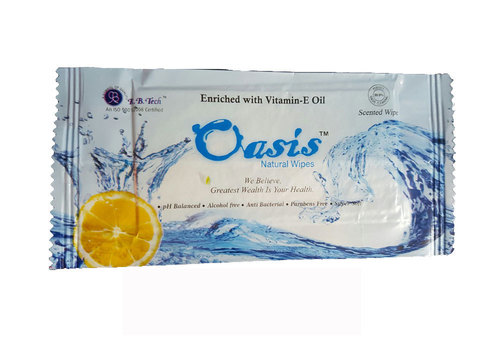 Enriched with Vitamin-E Oil
E. B. Tech™
An ISO 9001:2008 Certified
Scented Wipe
Oasis™
Natural Wipes
We Believe,
Greatest Wealth Is Your Health.
• pH Balanced • Alcohol free • Anti Bacterial • Parabens Free •